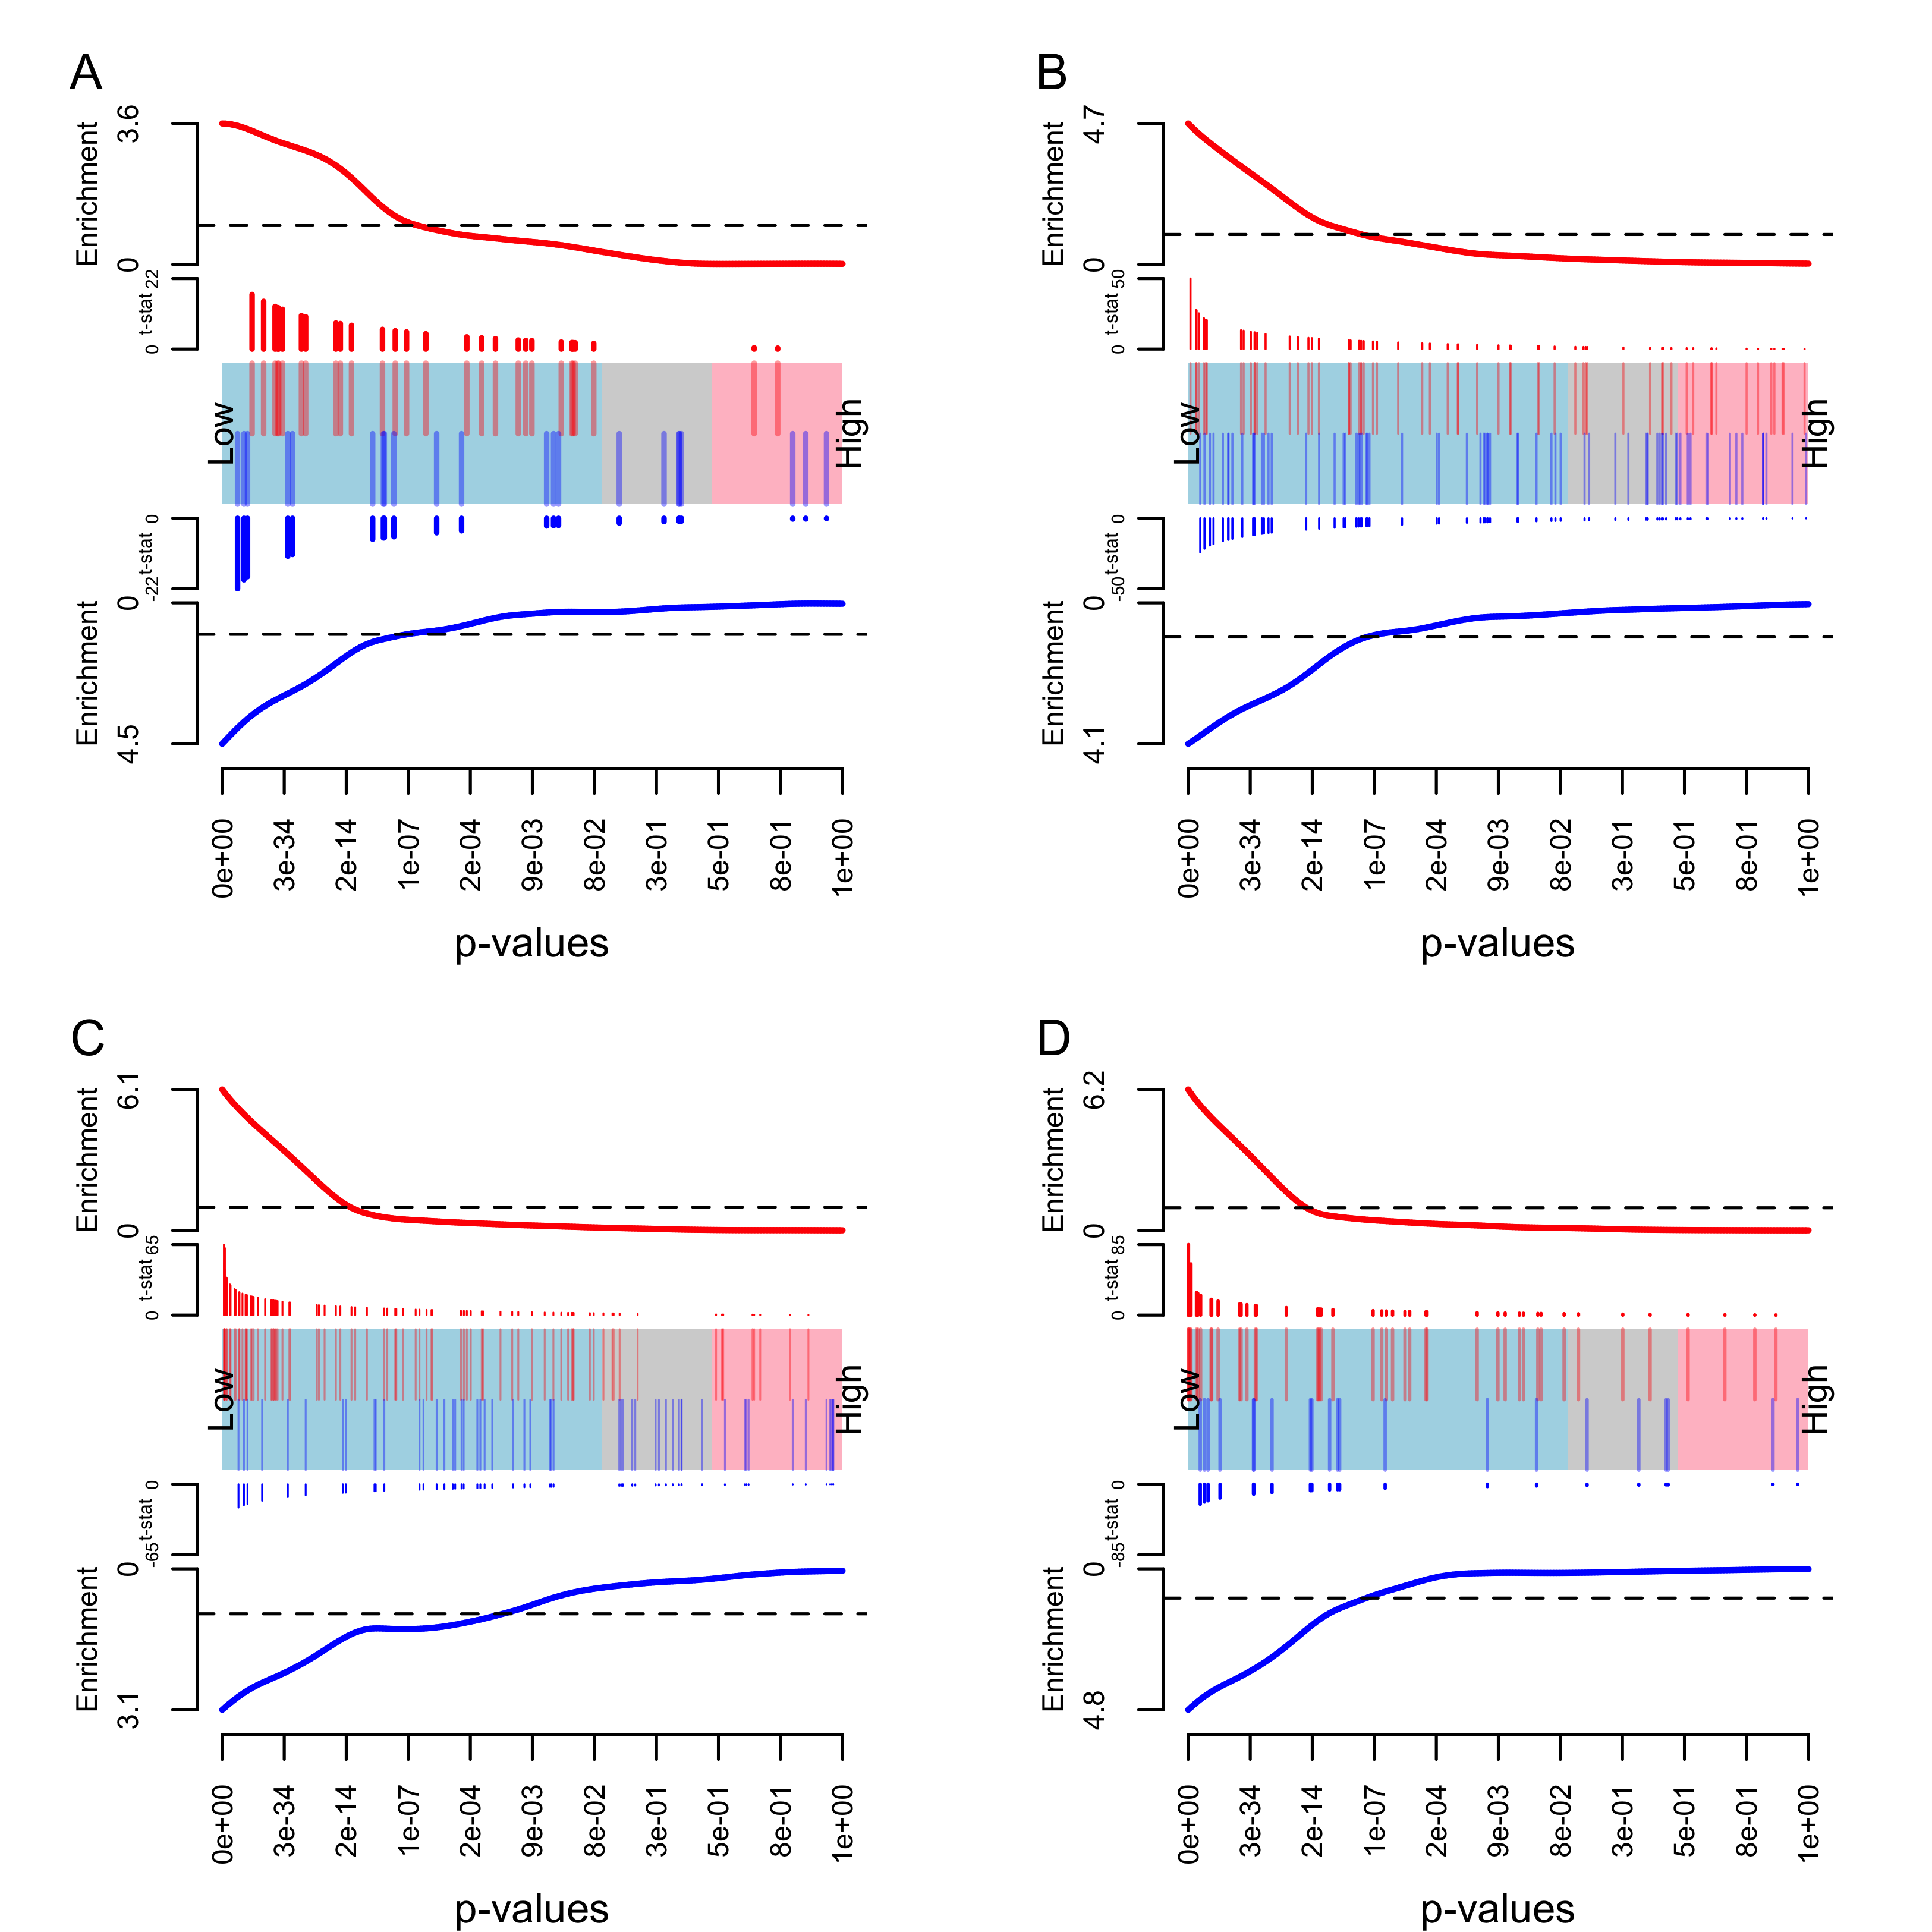 A
Enrichment
3.6
0
t-stat
22
0
Low
High
0
t-stat
-22
Enrichment
0
4.5
0e+00 3e-34 2e-14 1e-07 2e-04 9e-03 8e-02 3e-01 5e-01 8e-01 1e+00
p-values
B
Enrichment
4.7
0
t-stat
50
0
Low
High
0
t-stat
-50
Enrichment
0
4.1
0e+00 3e-34 2e-14 1e-07 2e-04 9e-03 8e-02 3e-01 5e-01 8e-01 1e+00
p-values
C
Enrichment
6.1
0
t-stat
65
0
Low
High
0
t-stat
-65
Enrichment
0
3.1
0e+00 3e-34 2e-14 1e-07 2e-04 9e-03 8e-02 3e-01 5e-01 8e-01 1e+00
p-values
D
Enrichment
6.2
0
t-stat
85
0
Low
High
0
t-stat
-85
Enrichment
0
4.8
0e+00 3e-34 2e-14 1e-07 2e-04 9e-03 8e-02 3e-01 5e-01 8e-01 1e+00
p-values